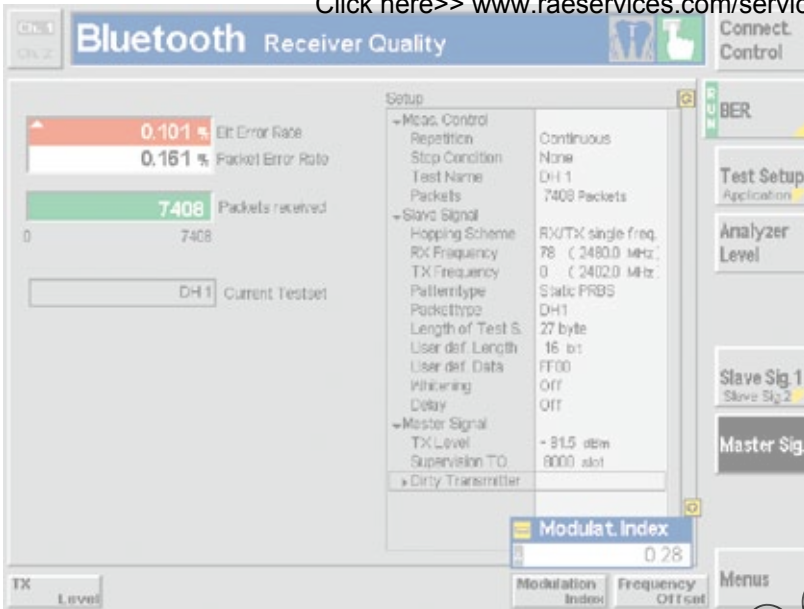 Click here>> www.raeservices.com/servic
Bluetooth Receiver Quality
Connect.
Control
0.101 % Bit Error Rate
0.161 % Packet Error Rate
7408 Packets received
0 7408
DH 1 Current Testset
Setup
Meas. Control
Repetition Continuous
Stop Condition None
Test Name DH 1
Packets 7408 Packets
Slave Signal
Hopping Scheme RX/TX single freq.
RX Frequency 78 ( 2480.0 MHz )
TX Frequency 0 ( 2402.0 MHz )
Patterntype Static PRBS
Packettype DH1
Length of Test S. 27 byte
User def. Length 16 bit
User def. Data FF00
Whitening Off
Delay Off
Master Signal
TX Level - 81.5 dBm
Supervision TO 8000 slot
Dirty Transmitter
Modulat. Index
0.28
RUN
BER
Test Setup
Application
Analyzer
Level
Slave Sig.1
Slave Sig.2
Master Sig.
Menus
TX
Level
Modulation
Index
Frequency
Offset